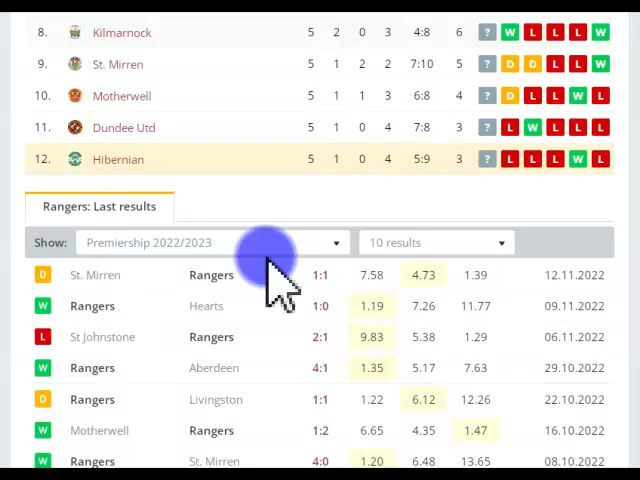 8. Kilmarnock 5 2 0 3 4:8 6 ? W L L L W
9. St. Mirren 5 1 2 2 7:10 5 ? D D L L W
10. Motherwell 5 1 1 3 6:8 4 ? D L L W L
11. Dundee Utd 5 1 0 4 7:8 3 ? L W L L L
12. Hibernian 5 1 0 4 5:9 3 ? L L L W L
Rangers: Last results
Show: Premiership 2022/2023 10 results
D St. Mirren Rangers 1:1 7.58 4.73 1.39 12.11.2022
W Rangers Hearts 1:0 1.19 7.26 11.77 09.11.2022
L St Johnstone Rangers 2:1 9.83 5.38 1.29 06.11.2022
W Rangers Aberdeen 4:1 1.35 5.17 7.63 29.10.2022
D Rangers Livingston 1:1 1.22 6.12 12.26 22.10.2022
W Motherwell Rangers 1:2 6.65 4.35 1.47 16.10.2022
W Rangers St. Mirren 4:0 1.20 6.48 13.65 08.10.2022